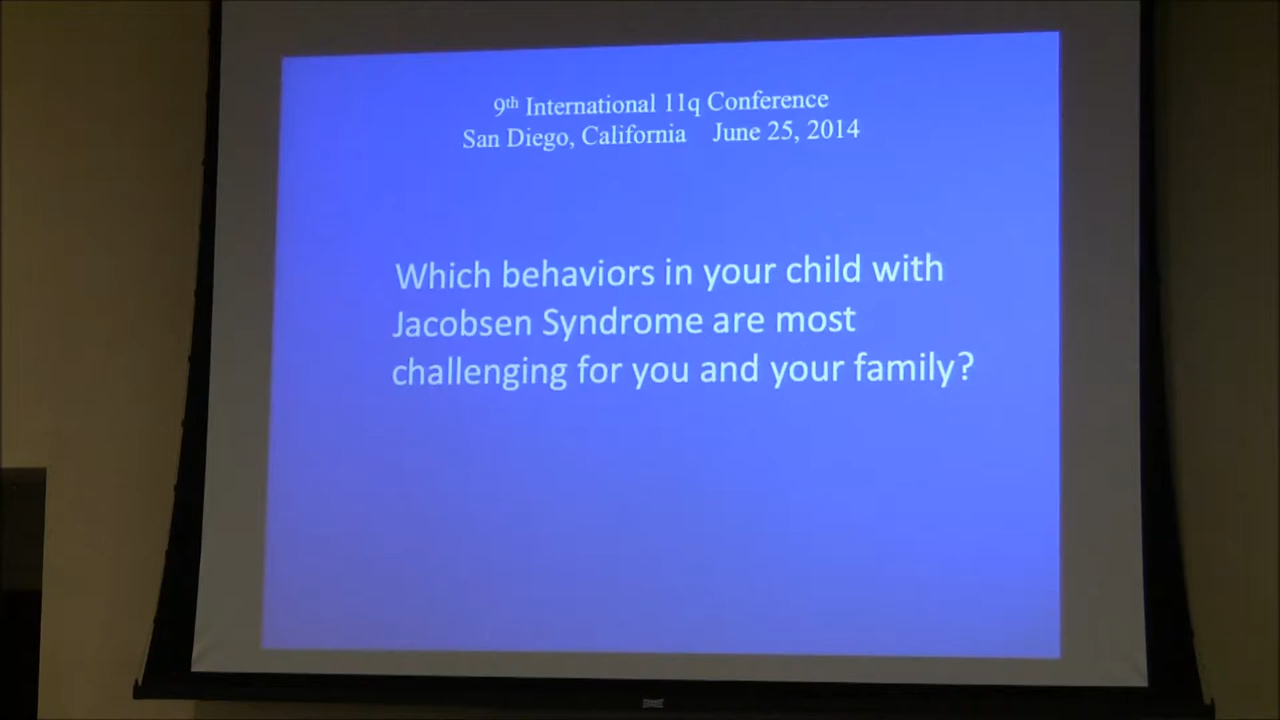 9th International 11q Conference
San Diego, California June 25, 2014
Which behaviors in your child with
Jacobsen Syndrome are most
challenging for you and your family?